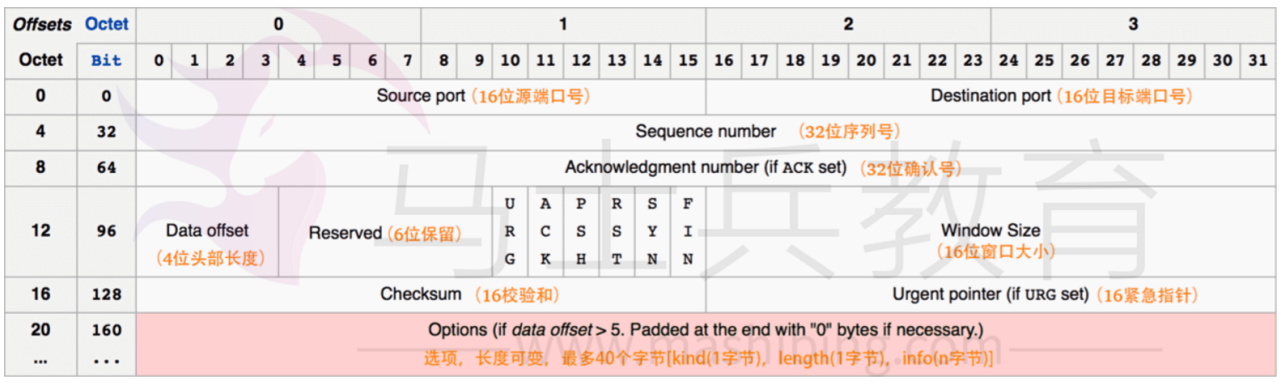 Offsets Octet 0 1 2 3
Octet Bit 0 1 2 3 4 5 6 7 8 9 10 11 12 13 14 15 16 17 18 19 20 21 22 23 24 25 26 27 28 29 30 31
0 0 Source port (16位源端口号) Destination port (16位目标端口号)
4 32 Sequence number (32位序列号)
8 64 Acknowledgment number (if ACK set) (32位确认号)
12 96 Data offset (4位头部长度) Reserved (6位保留) URG ACK PSH RST SYN FIN Window Size (16位窗口大小)
16 128 Checksum (16校验和) Urgent pointer (if URG set) (16紧急指针)
20 160 Options (if data offset > 5. Padded at the end with "0" bytes if necessary.)
... ... 选项，长度可变，最多40个字节[kind(1字节)，length(1字节)，info(n字节)]
马士兵教育
www.mashibing.com